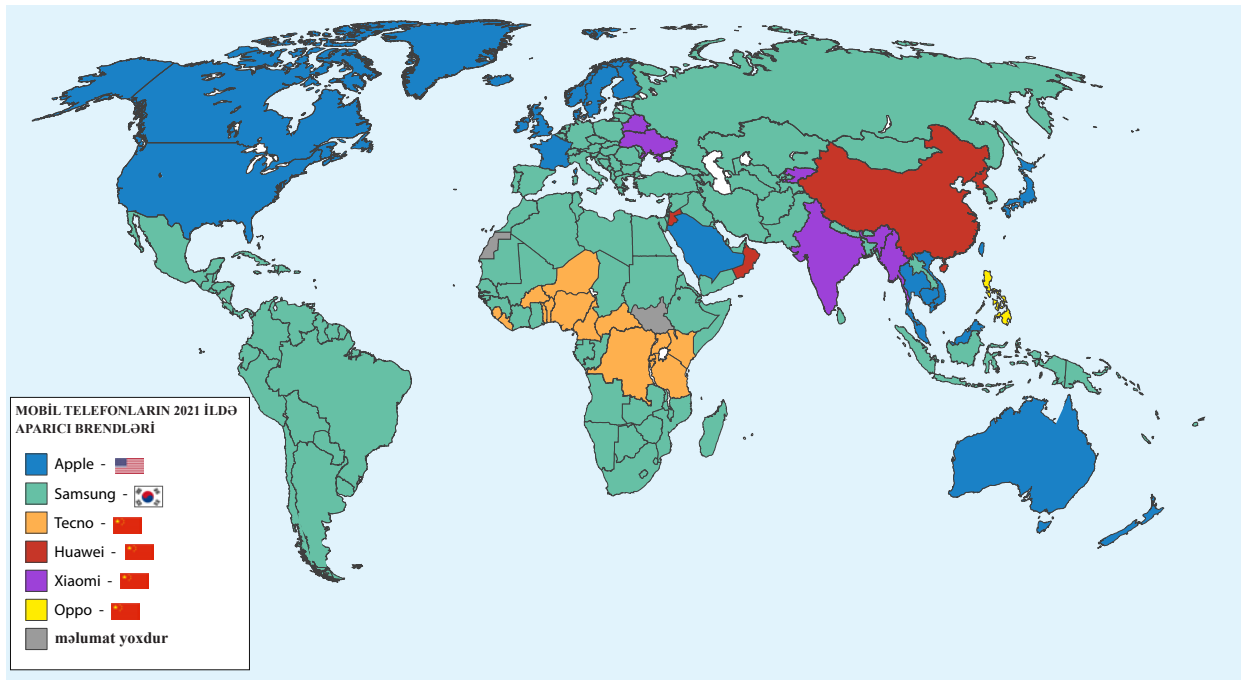 MOBİL TELEFONLARIN 2021 İLDƏ
APARICI BRENDLƏRİ
Apple -
Samsung -
Tecno -
Huawei -
Xiaomi -
Oppo -
məlumat yoxdur